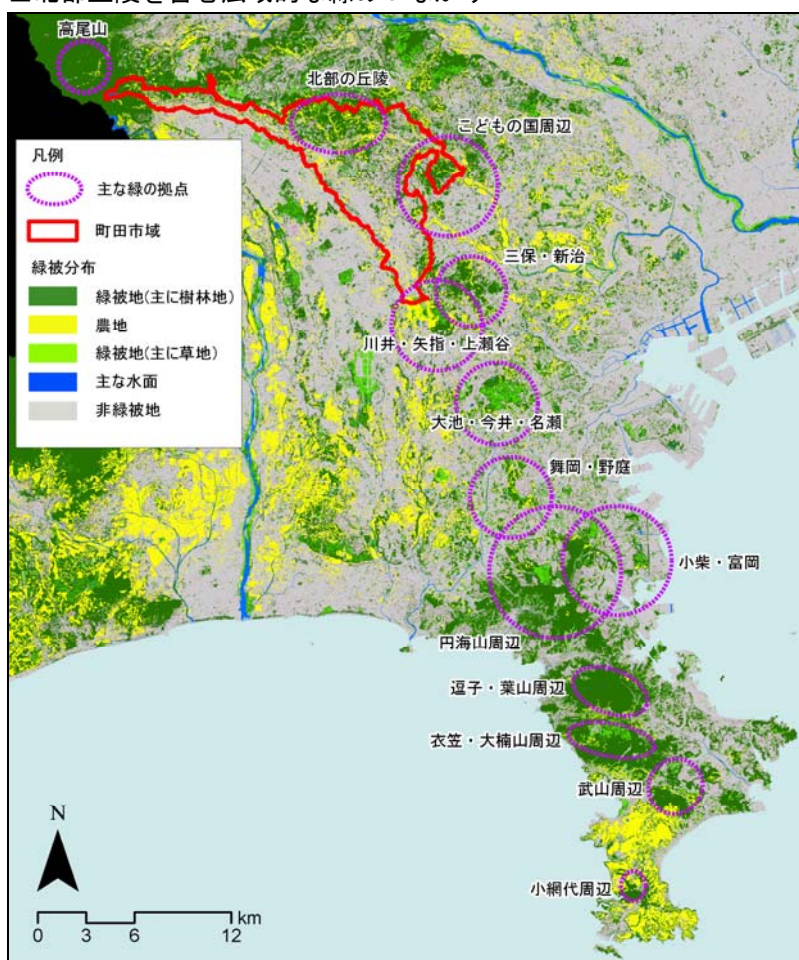 高尾山
北部の丘陵
こどもの国周辺
凡例
主な緑の拠点
町田市域
緑被分布
緑被地(主に樹林地)
農地
緑被地(主に草地)
主な水面
非緑被地
三保・新治
川井・矢指・上瀬谷
大池・今井・名瀬
舞岡・野庭
小柴・富岡
円海山周辺
逗子・葉山周辺
衣笠・大楠山周辺
武山周辺
小網代周辺
N
km
0 3 6 12